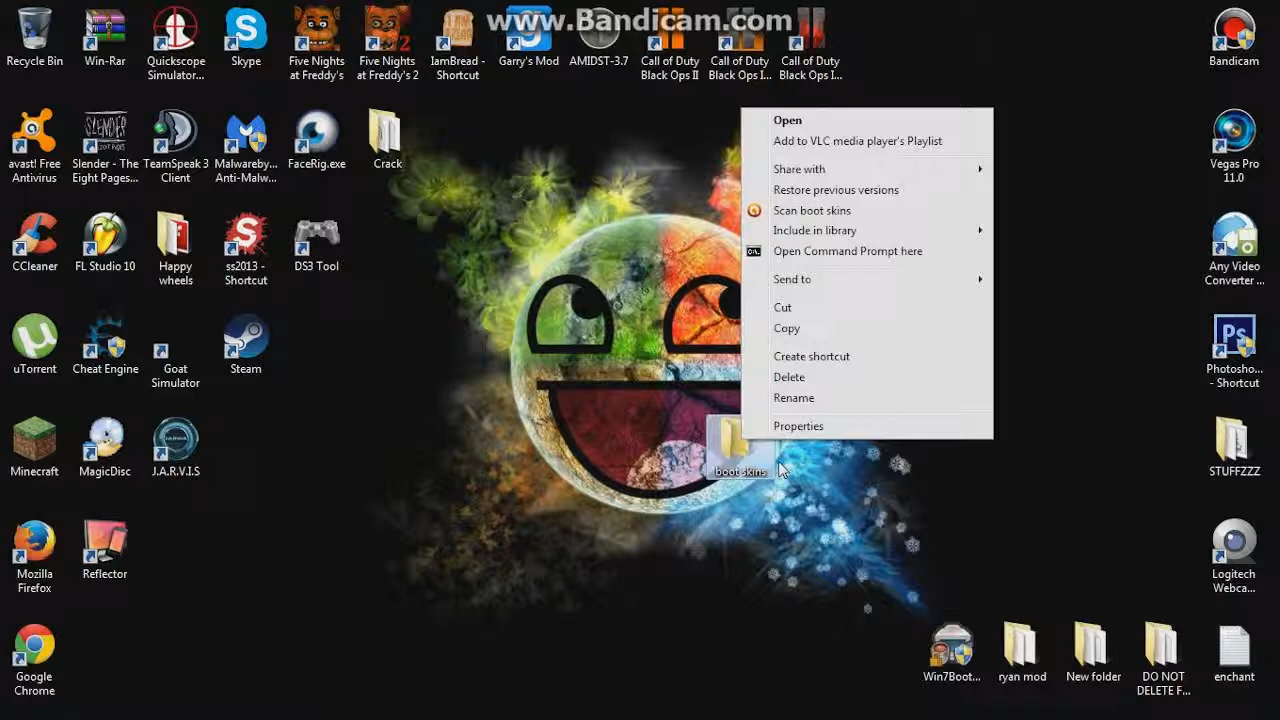 www.Bandicam.com
Recycle Bin
Win-Rar
Quickscope
Simulator...
Skype
Five Nights
at Freddy's
Five Nights
at Freddy's 2
IamBread -
Shortcut
Garry's Mod
AMIDST-3.7
Call of Duty
Black Ops II
Call of Duty
Black Ops I...
Call of Duty
Black Ops I...
Bandicam
avast! Free
Antivirus
SLENDER
Slender - The
Eight Pages...
TeamSpeak 3
Client
Malwareby...
Anti-Malw...
FaceRig.exe
Crack
Vegas Pro
11.0
CCleaner
FL Studio 10
Happy
wheels
ss2013 -
Shortcut
DS3 Tool
Any Video
Converter ...
uTorrent
Cheat Engine
Goat
Simulator
Steam
Ps
Photosho...
- Shortcut
Minecraft
MagicDisc
J.A.R.V.I.S
boot skins
STUFFZZZ
Mozilla
Firefox
Reflector
Logitech
Webca...
Google
Chrome
Win7Boot...
ryan mod
New folder
DO NOT
DELETE F...
enchant
Open
Add to VLC media player's Playlist
Share with
Restore previous versions
Scan boot skins
Include in library
Open Command Prompt here
Send to
Cut
Copy
Create shortcut
Delete
Rename
Properties